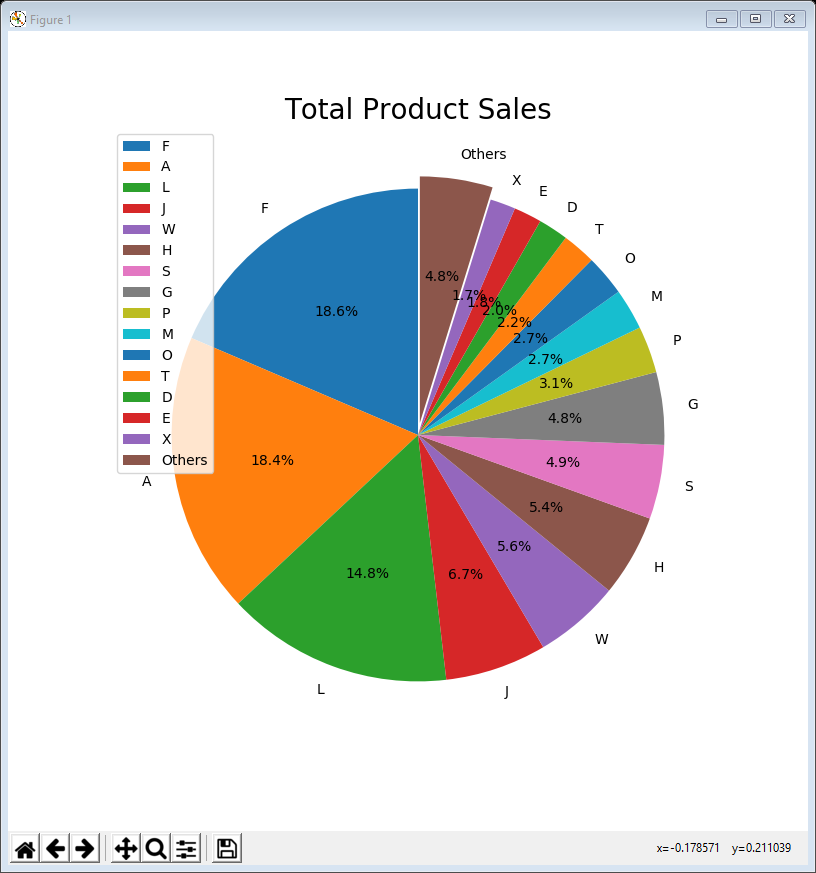 Figure 1
Total Product Sales
F
A
L
J
W
H
S
G
P
M
O
T
D
E
X
Others
Others
X
E
D
T
O
M
P
G
S
H
W
J
L
A
F
4.8%
1.7%
1.8%
2.0%
2.2%
2.7%
2.7%
3.1%
4.8%
4.9%
5.4%
5.6%
6.7%
14.8%
18.4%
18.6%
x=-0.178571 y=0.211039